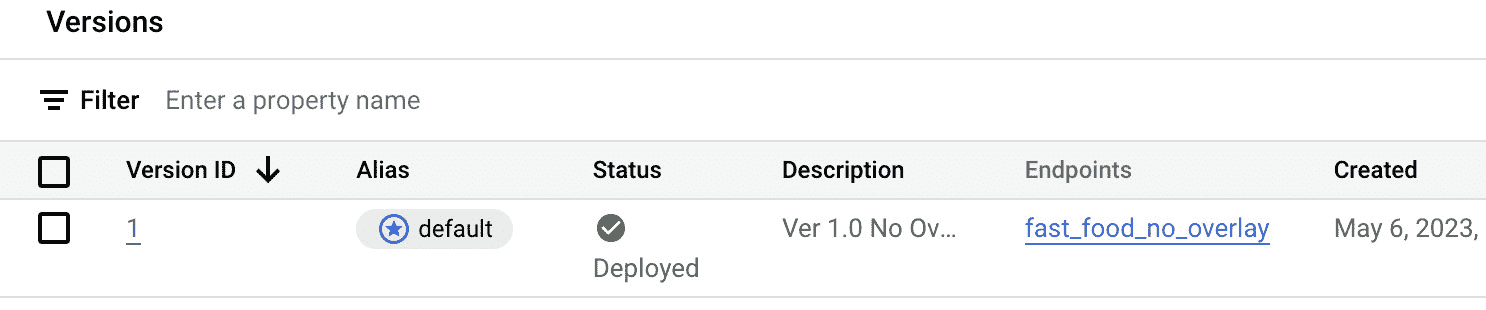 Versions
Filter Enter a property name
Version ID Alias Status Description Endpoints Created
1 default Deployed Ver 1.0 No Ov... fast_food_no_overlay May 6, 2023,